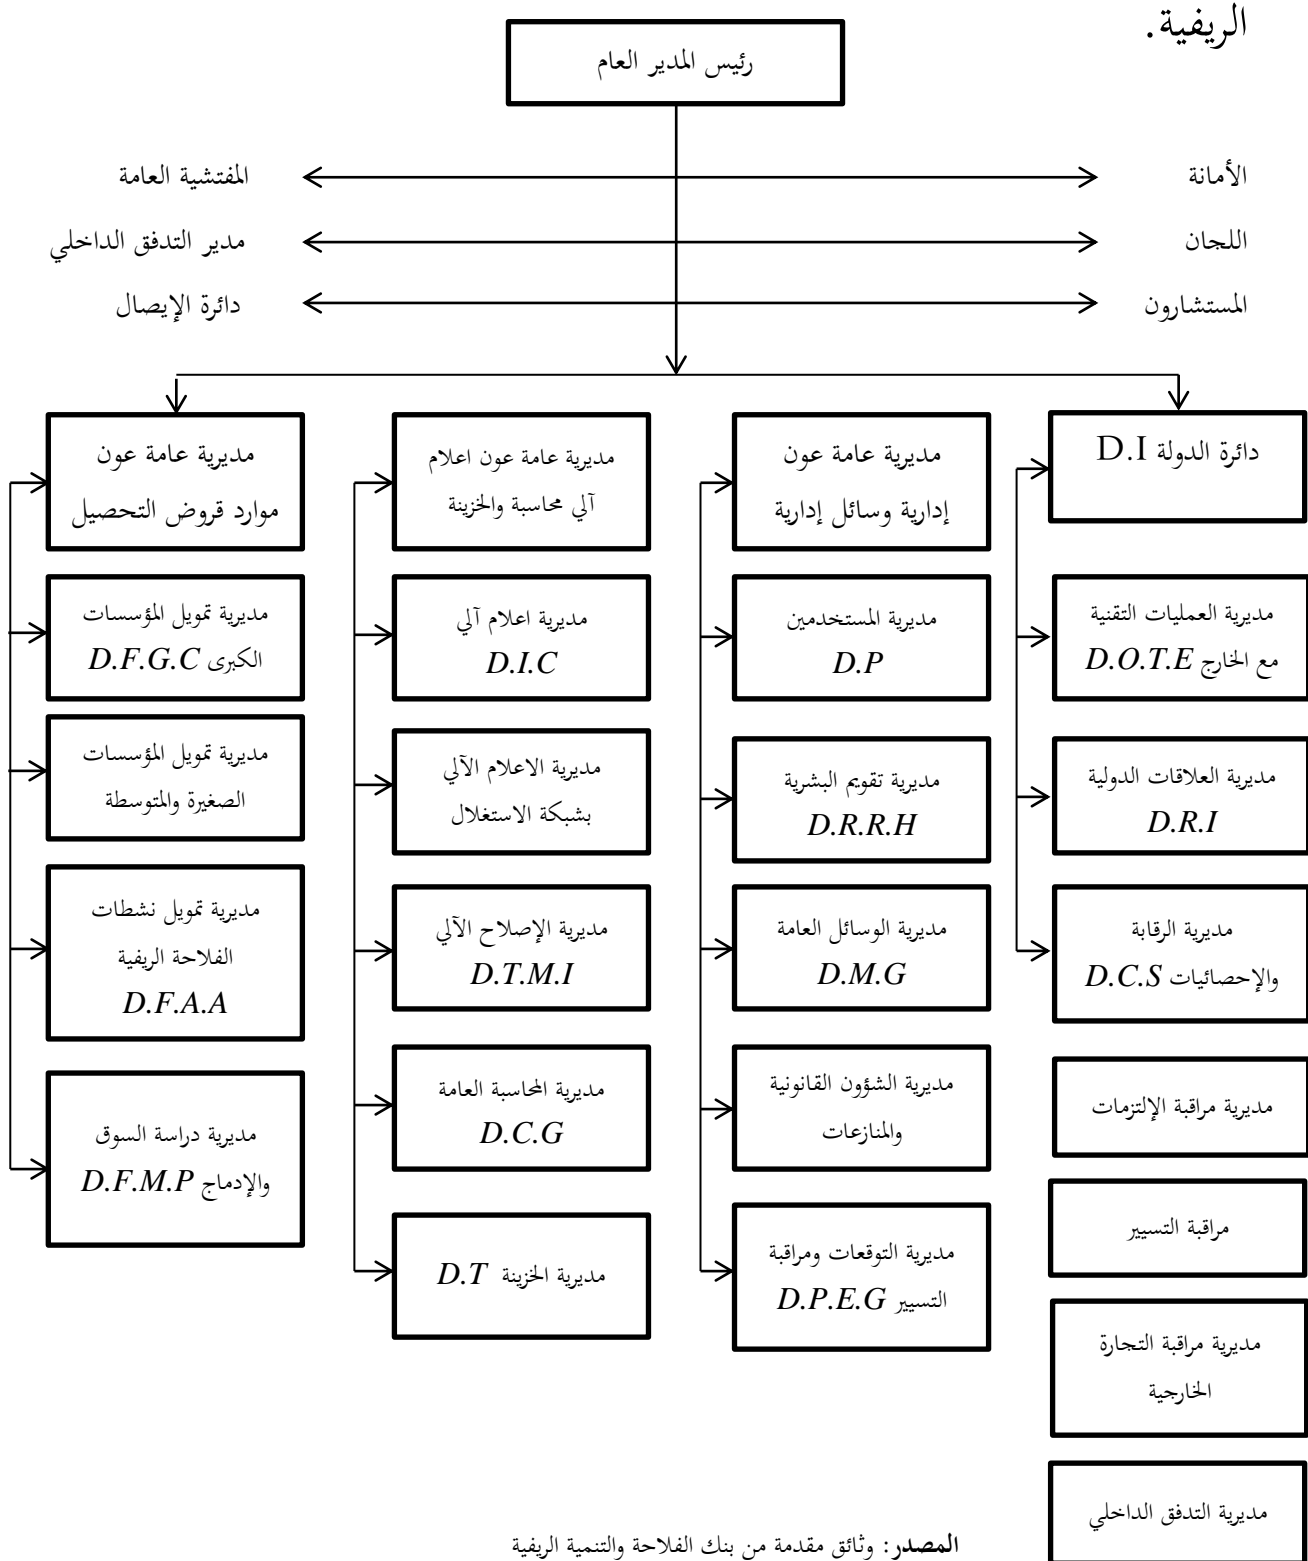 الريفية.
رئيس المدير العام
الأمانة
المفتشية العامة
اللجان
مدير التدفق الداخلي
المستشارون
دائرة الإيصال
دائرة الدولة D.I
مديرية العمليات التقنية
مع الخارج D.O.T.E
مديرية العلاقات الدولية
D.R.I
مديرية الرقابة
والإحصائيات D.C.S
مديرية مراقبة الإلتزمات
مراقبة التسيير
مديرية مراقبة التجارة
الخارجية
مديرية التدفق الداخلي
مديرية عامة عون
إدارية وسائل إدارية
مديرية المستخدمين
D.P
مديرية تقويم البشرية
D.R.R.H
مديرية الوسائل العامة
D.M.G
مديرية الشؤون القانونية
والمنازعات
مديرية التوقعات ومراقبة
التسيير D.P.E.G
مديرية عامة عون اعلام
آلي محاسبة والخزينة
مديرية اعلام آلي
D.I.C
مديرية الاعلام الآلي
بشبكة الاستغلال
مديرية الإصلاح الآلي
D.T.M.I
مديرية المحاسبة العامة
D.C.G
مديرية الخزينة D.T
مديرية عامة عون
موارد قروض التحصيل
مديرية تمويل المؤسسات
الكبرى D.F.G.C
مديرية تمويل المؤسسات
الصغيرة والمتوسطة
مديرية تمويل نشطات
الفلاحة الريفية
D.F.A.A
مديرية دراسة السوق
والإدماج D.F.M.P
المصدر: وثائق مقدمة من بنك الفلاحة والتنمية الريفية